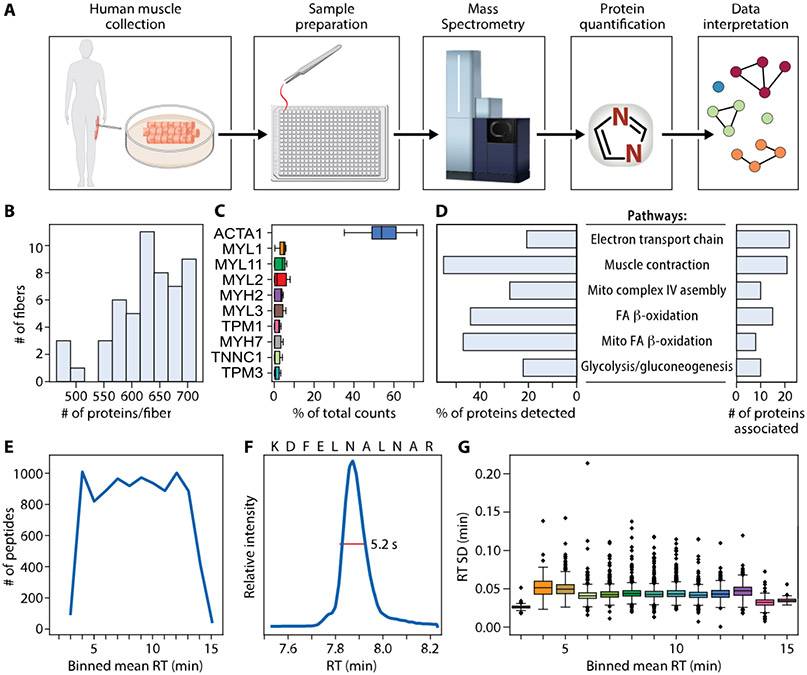 A
Human muscle
collection
Sample
preparation
Mass
Spectrometry
Protein
quantification
Data
interpretation
N
N
B
# of fibers
10
8
6
4
2
0
500 550 600 650 700
# of proteins/fiber
C
ACTA1
MYL1
MYL11
MYL2
MYH2
MYL3
TPM1
MYH7
TNNC1
TPM3
0 20 40 60
% of total counts
D
Pathways:
Electron transport chain
Muscle contraction
Mito complex IV asembly
FA β-oxidation
Mito FA β-oxidation
Glycolysis/gluconeogenesis
40 20 0
% of proteins detected
0 10 20
# of proteins
associated
E
# of peptides
1000
800
600
400
200
0
5 10 15
Binned mean RT (min)
F
K D F E L N A L N A R
Relative intensity
5.2 s
7.6 7.8 8.0 8.2
RT (min)
G
RT SD (min)
0.20
0.15
0.10
0.05
0.00
5 10 15
Binned mean RT (min)